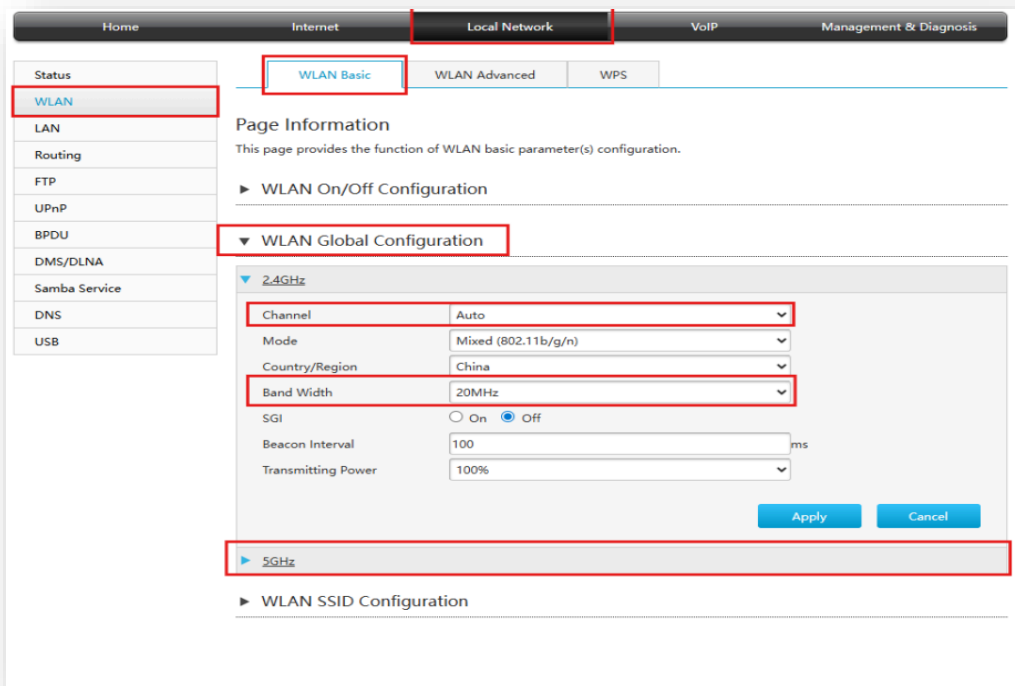 Home Internet Local Network VoIP Management & Diagnosis
Status
WLAN
LAN
Routing
FTP
UPnP
BPDU
DMS/DLNA
Samba Service
DNS
USB
WLAN Basic WLAN Advanced WPS
Page Information
This page provides the function of WLAN basic parameter(s) configuration.
WLAN On/Off Configuration
WLAN Global Configuration
2.4GHz
Channel Auto
Mode Mixed (802.11b/g/n)
Country/Region China
Band Width 20MHz
SGI On Off
Beacon Interval 100 ms
Transmitting Power 100%
Apply Cancel
5GHz
WLAN SSID Configuration